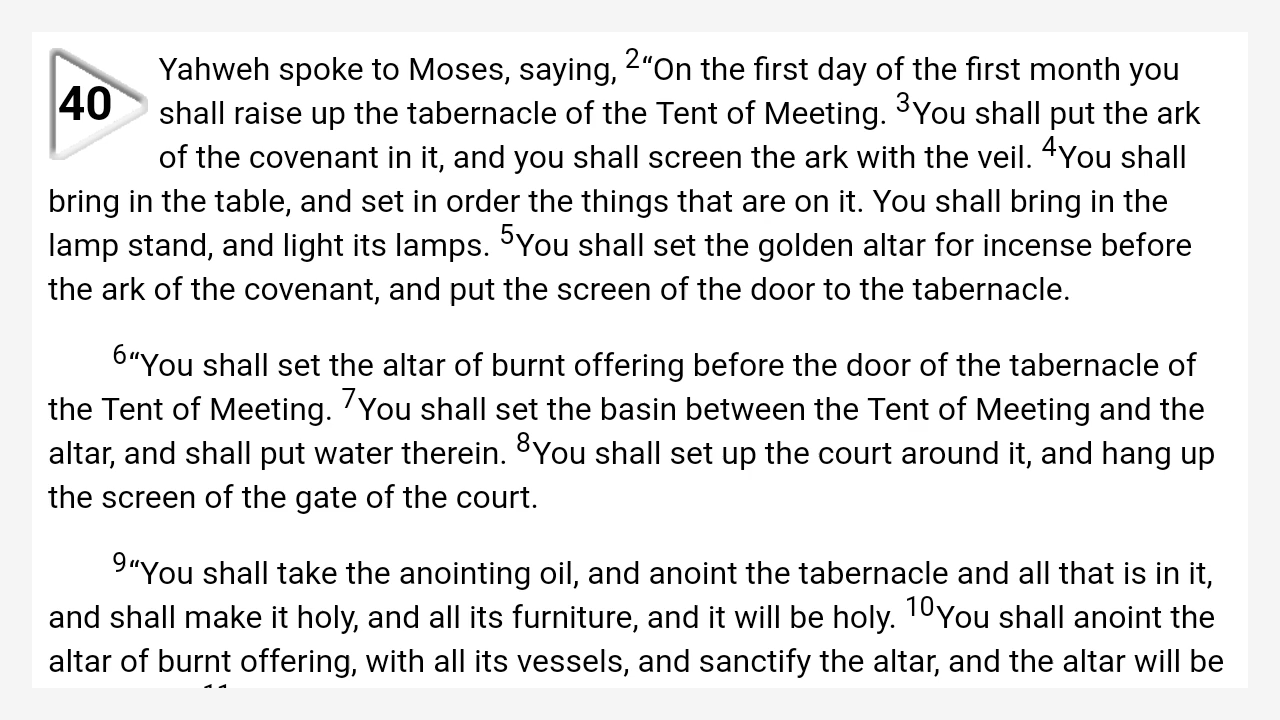 40
Yahweh spoke to Moses, saying, 2“On the first day of the first month you
shall raise up the tabernacle of the Tent of Meeting. 3You shall put the ark
of the covenant in it, and you shall screen the ark with the veil. 4You shall
bring in the table, and set in order the things that are on it. You shall bring in the
lamp stand, and light its lamps. 5You shall set the golden altar for incense before
the ark of the covenant, and put the screen of the door to the tabernacle.
6“You shall set the altar of burnt offering before the door of the tabernacle of
the Tent of Meeting. 7You shall set the basin between the Tent of Meeting and the
altar, and shall put water therein. 8You shall set up the court around it, and hang up
the screen of the gate of the court.
9“You shall take the anointing oil, and anoint the tabernacle and all that is in it,
and shall make it holy, and all its furniture, and it will be holy. 10You shall anoint the
altar of burnt offering, with all its vessels, and sanctify the altar, and the altar will be